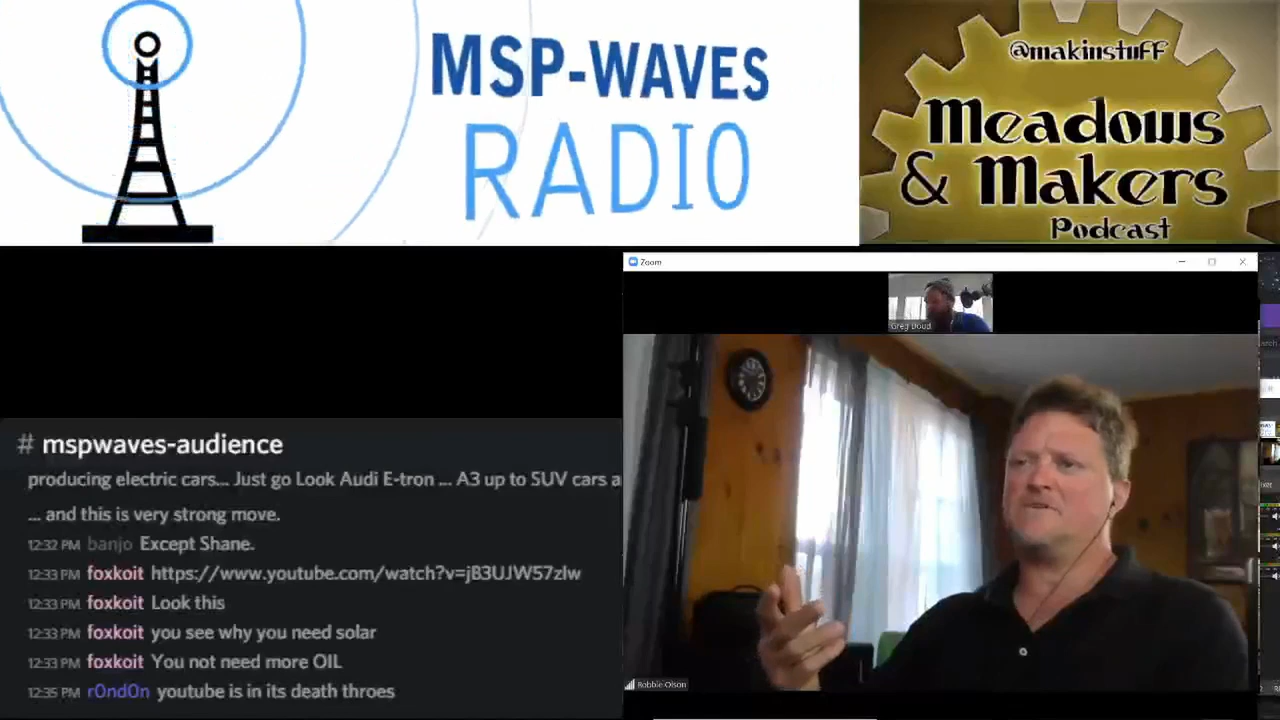 MSP-WAVES
RADIO
@makinstuff
Meadows
& Makers
Podcast
Zoom
Greg Doud
# mspwaves-audience
producing electric cars... Just go Look Audi E-tron ... A3 up to SUV cars a
... and this is very strong move.
12:32 PM banjo Except Shane.
12:33 PM foxkoit https://www.youtube.com/watch?v=jB3UJW57zlw
12:33 PM foxkoit Look this
12:33 PM foxkoit you see why you need solar
12:33 PM foxkoit You not need more OIL
12:35 PM r0nd0n youtube is in its death throes
Robbie Olson